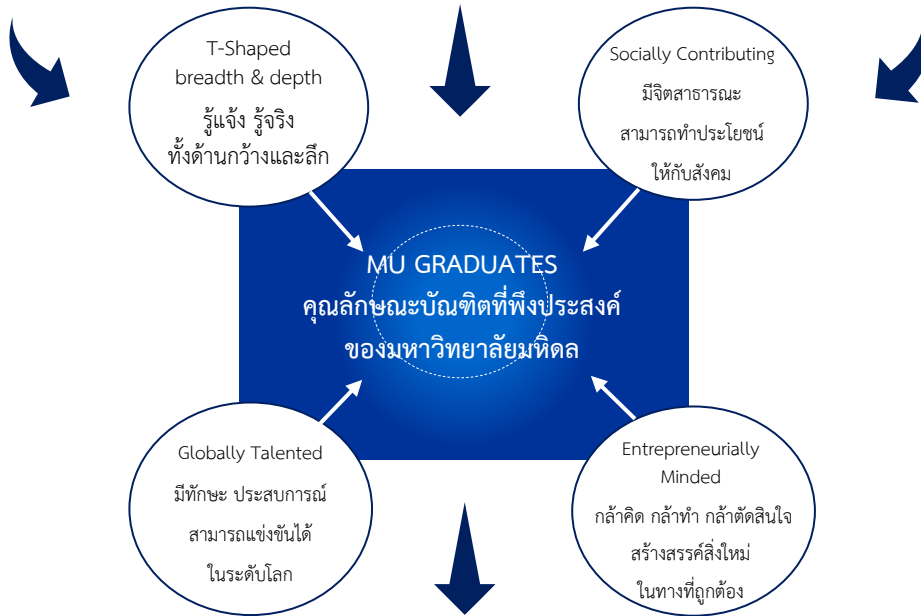 T-Shaped
breadth & depth
รู้แจ้ง รู้จริง
ทั้งด้านกว้างและลึก
Socially Contributing
มีจิตสาธารณะ
สามารถทำประโยชน์
ให้กับสังคม
MU GRADUATES
คุณลักษณะบัณฑิตที่พึงประสงค์
ของมหาวิทยาลัยมหิดล
Globally Talented
มีทักษะ ประสบการณ์
สามารถแข่งขันได้
ในระดับโลก
Entrepreneurially
Minded
กล้าคิด กล้าทำ กล้าตัดสินใจ
สร้างสรรค์สิ่งใหม่
ในทางที่ถูกต้อง